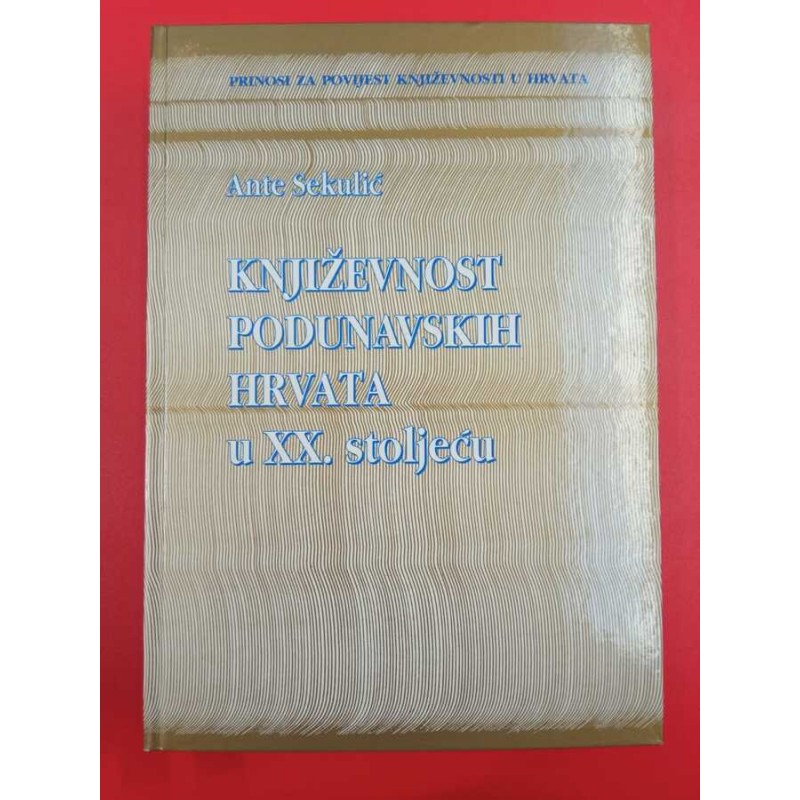 PRINOSI ZA POVIJEST KNJIŽEVNOSTI U HRVATA
Ante Sekulić
KNJIŽEVNOST
PODUNAVSKIH
HRVATA
u XX. stoljeću